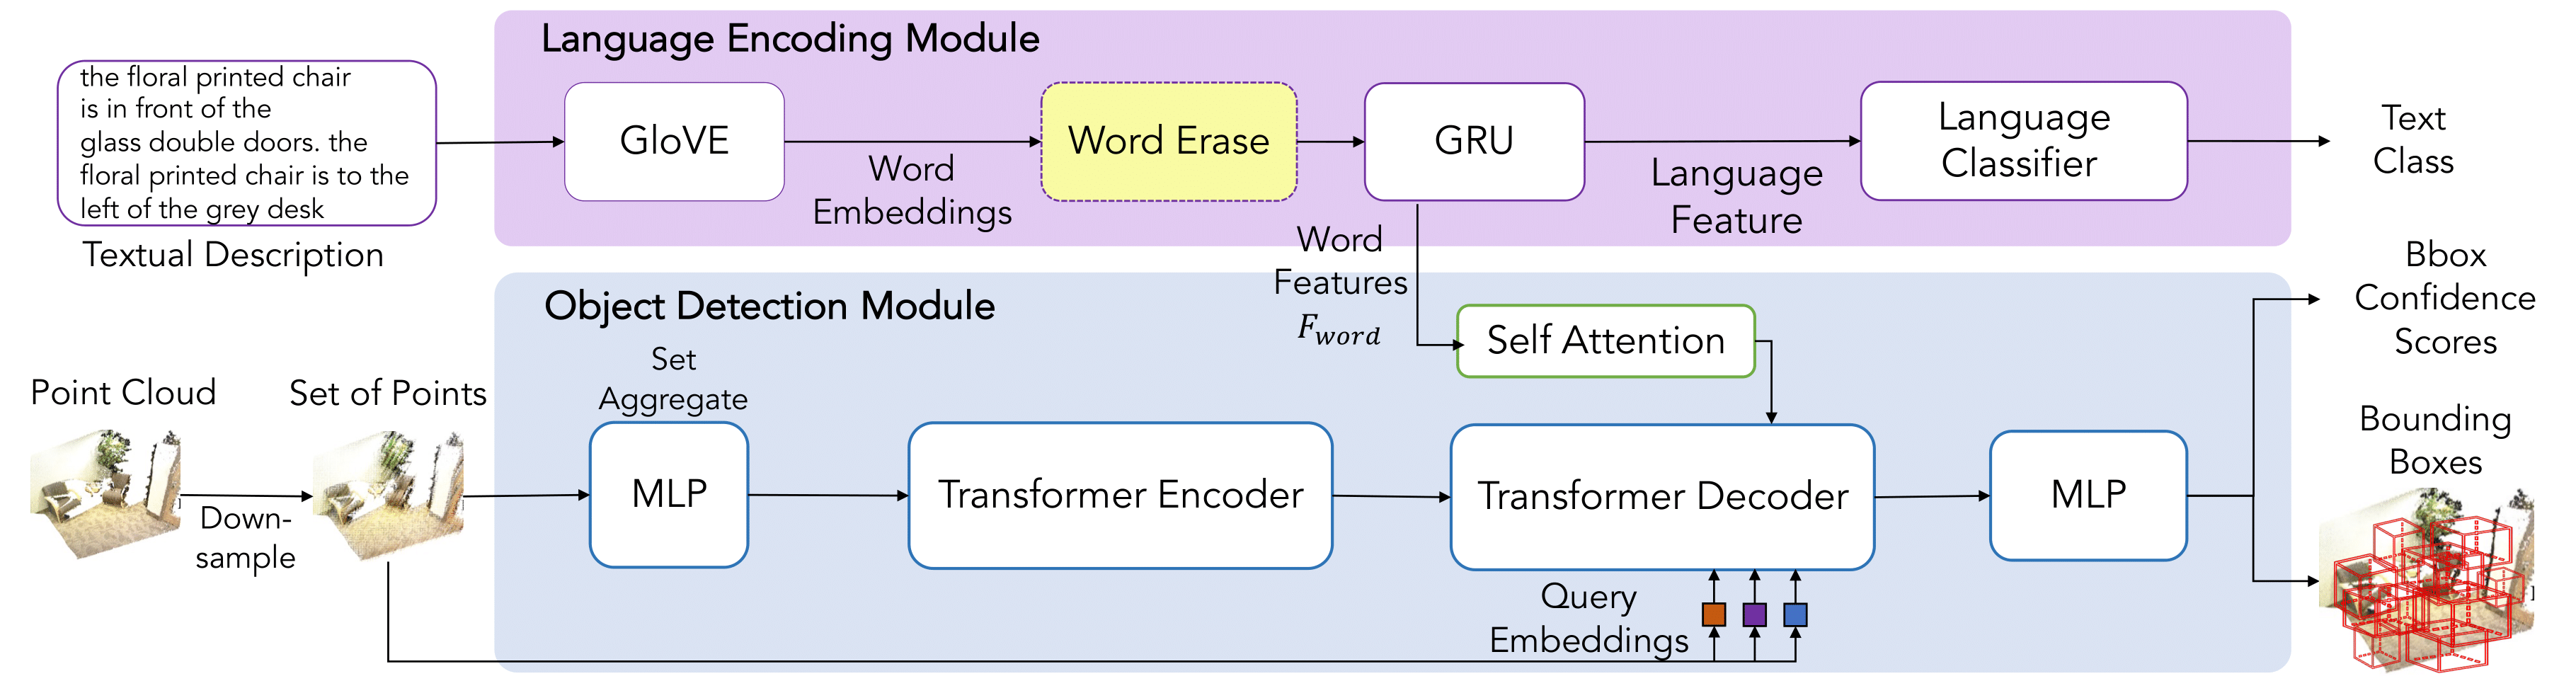 Language Encoding Module
the floral printed chair
is in front of the
glass double doors. the
floral printed chair is to the
left of the grey desk
Textual Description
GloVE
Word
Embeddings
Word Erase
GRU
Language
Feature
Language
Classifier
Text
Class
Word
Features
F_word
Object Detection Module
Self Attention
Bbox
Confidence
Scores
Point Cloud
Down-
sample
Set of Points
Set
Aggregate
MLP
Transformer Encoder
Transformer Decoder
Query
Embeddings
MLP
Bounding
Boxes